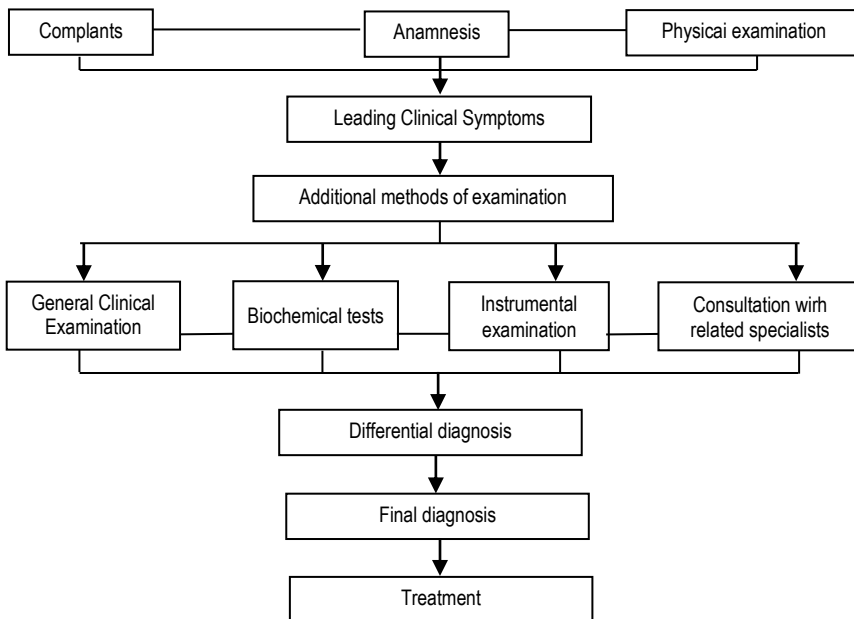 Complants
Anamnesis
Physicai examination
Leading Clinical Symptoms
Additional methods of examination
General Clinical
Examination
Biochemical tests
Instrumental
examination
Consultation wirh
related specialists
Differential diagnosis
Final diagnosis
Treatment